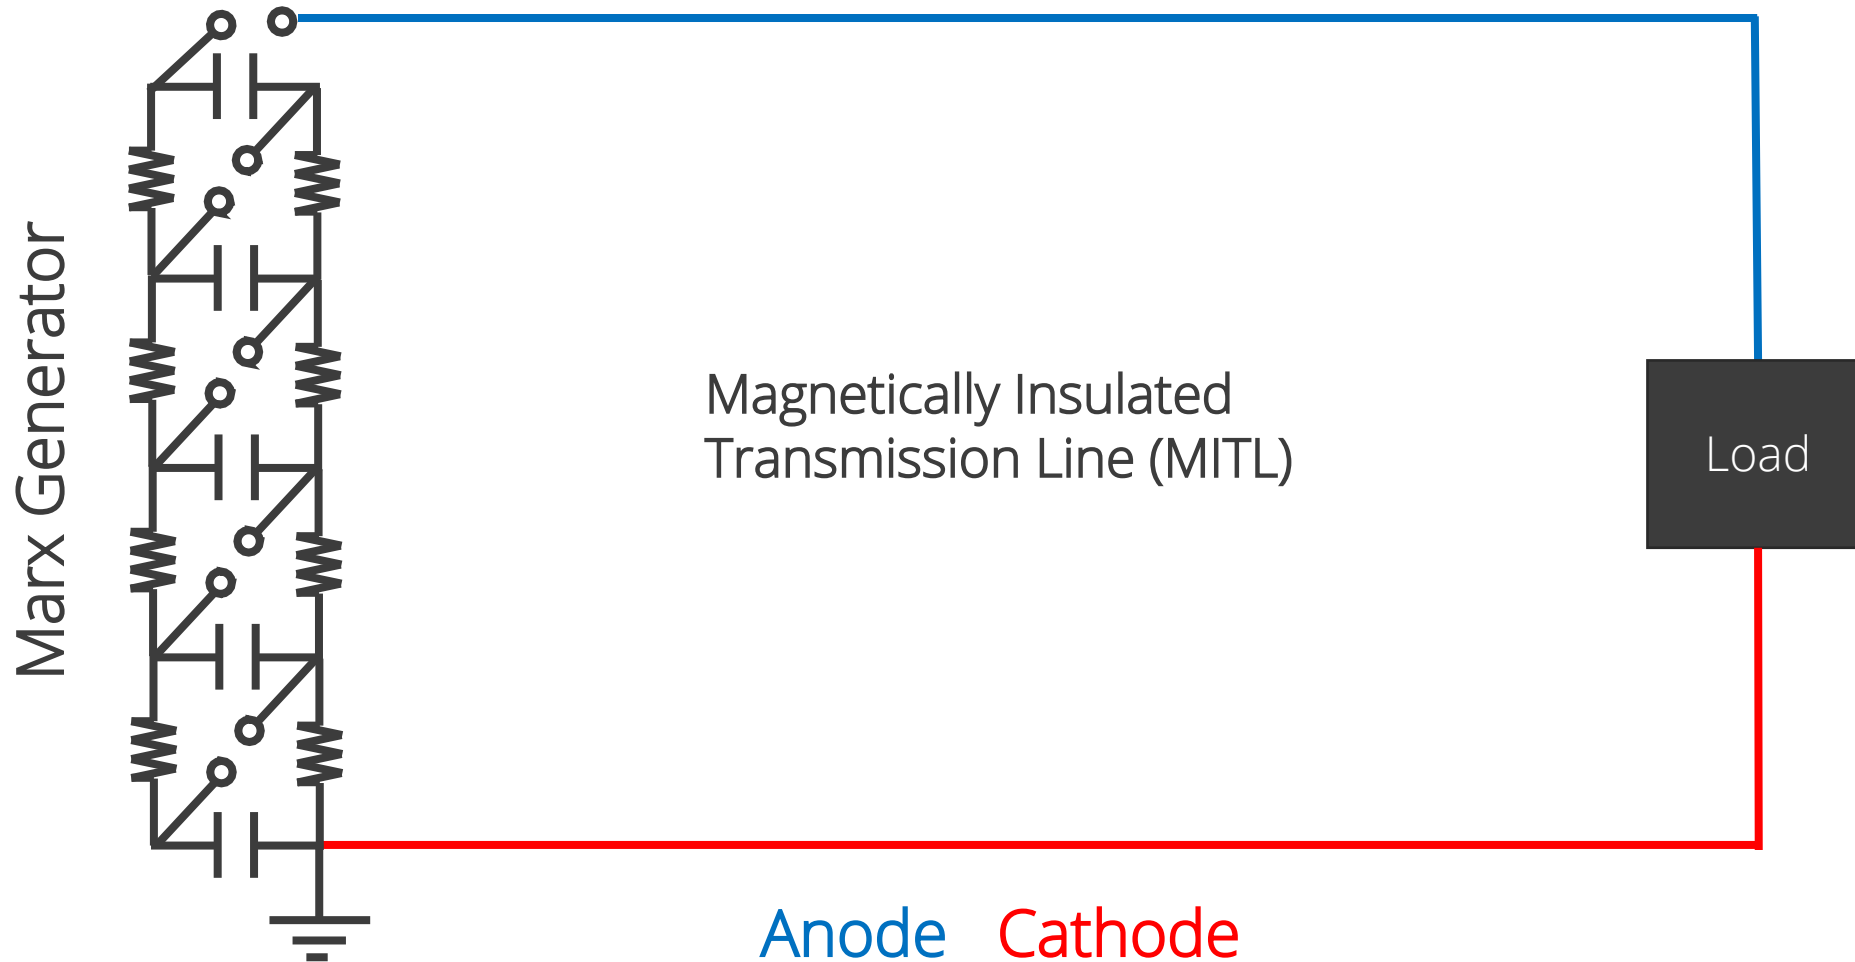 Marx Generator
Magnetically Insulated
Transmission Line (MITL)
Load
Anode Cathode